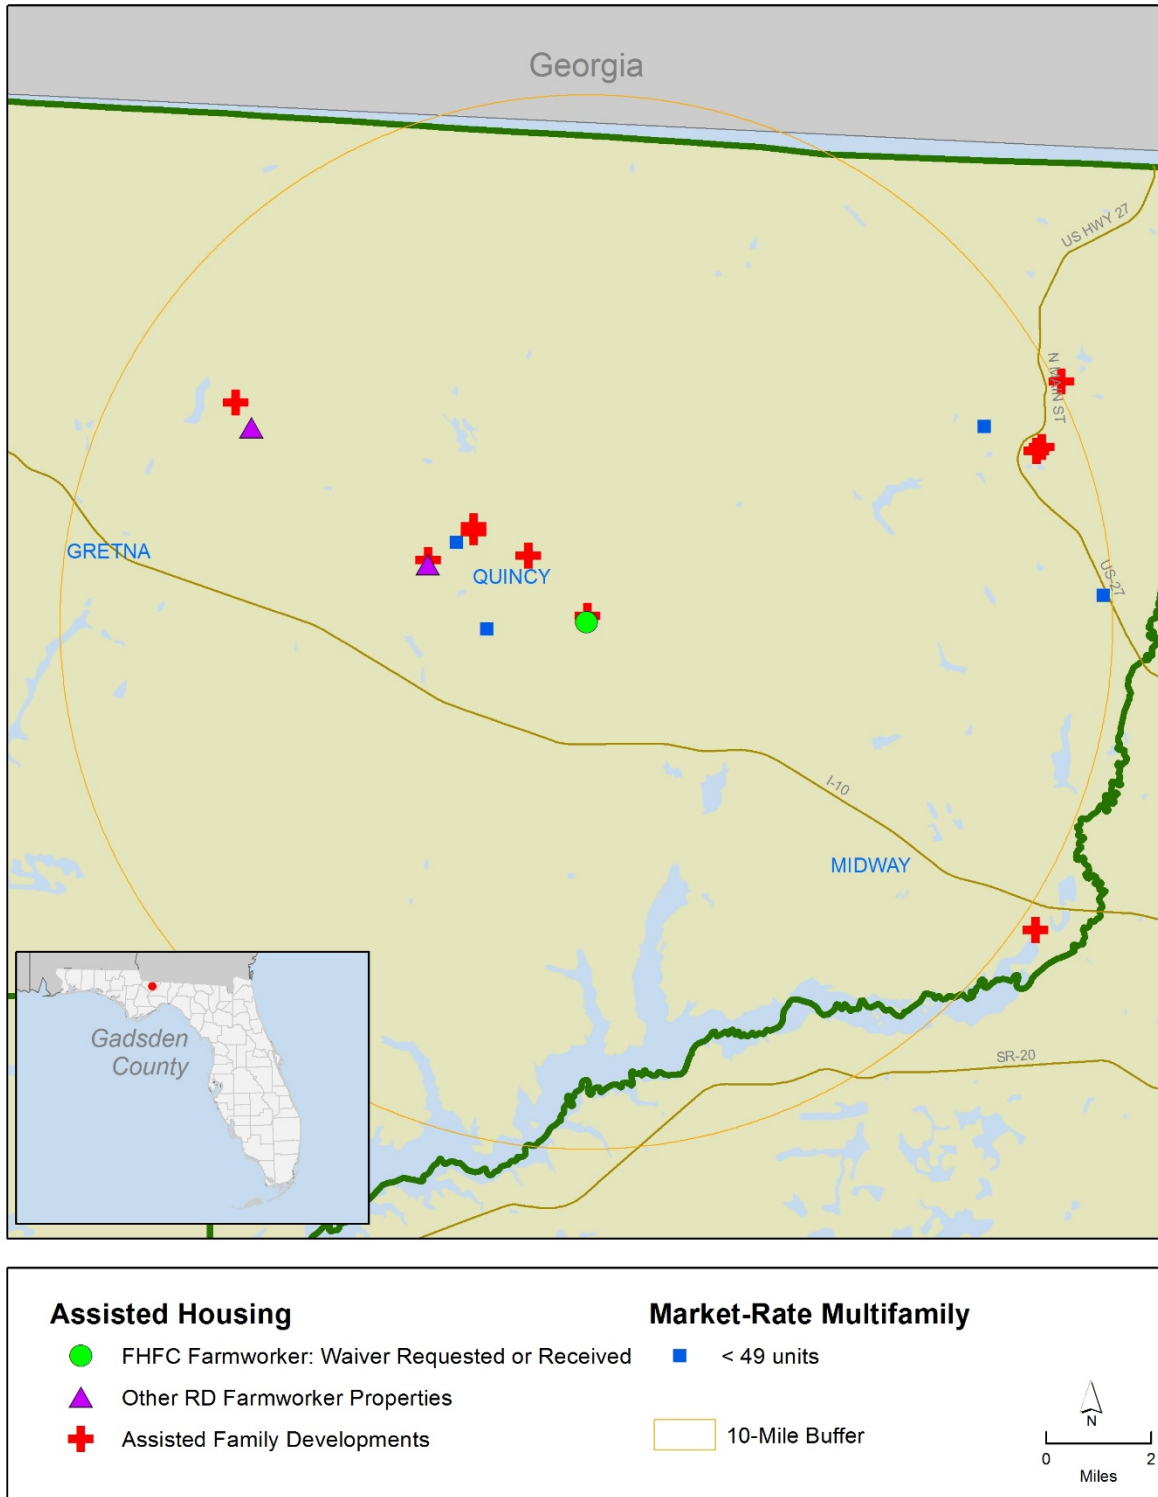 Georgia
US HWY 27
N MAIN ST
GRETNA
QUINCY
US-27
I-10
MIDWAY
SR-20
Gadsden
County
Assisted Housing
FHFC Farmworker: Waiver Requested or Received
Other RD Farmworker Properties
Assisted Family Developments
Market-Rate Multifamily
< 49 units
10-Mile Buffer
N
0 2
Miles